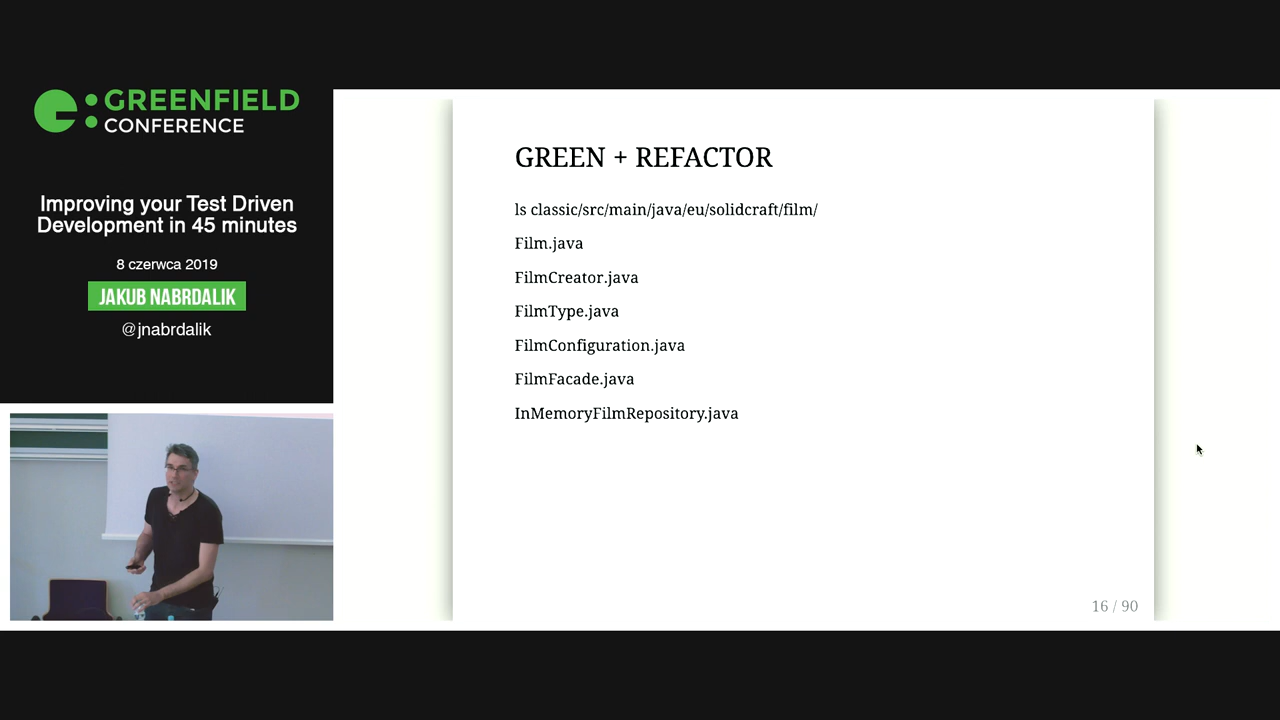 GREENFIELD
CONFERENCE
Improving your Test Driven
Development in 45 minutes
8 czerwca 2019
JAKUB NABRDALIK
@jnabrdalik
GREEN + REFACTOR
ls classic/src/main/java/eu/solidcraft/film/
Film.java
FilmCreator.java
FilmType.java
FilmConfiguration.java
FilmFacade.java
InMemoryFilmRepository.java
16 / 90